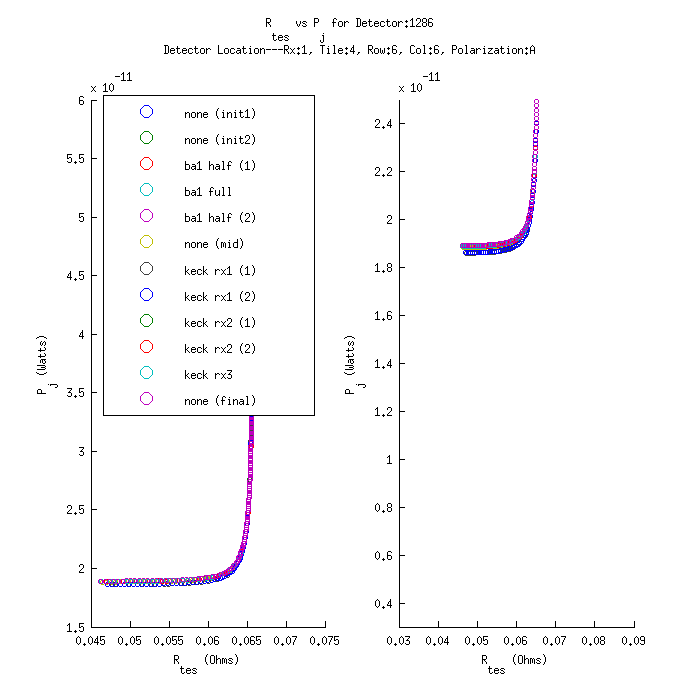 R_tes vs P_j for Detector:1286
Detector Location---Rx:1, Tile:4, Row:6, Col:6, Polarization:A
x 10^-11
6
5.5
5
4.5
4
3.5
3
2.5
2
1.5
P_j (Watts)
none (init1)
none (init2)
ba1 half (1)
ba1 full
ba1 half (2)
none (mid)
keck rx1 (1)
keck rx1 (2)
keck rx2 (1)
keck rx2 (2)
keck rx3
none (final)
0.045 0.05 0.055 0.06 0.065 0.07 0.075
R_tes (Ohms)
x 10^-11
2.4
2.2
2
1.8
1.6
1.4
1.2
1
0.8
0.6
0.4
P_j (Watts)
0.03 0.04 0.05 0.06 0.07 0.08 0.09
R_tes (Ohms)